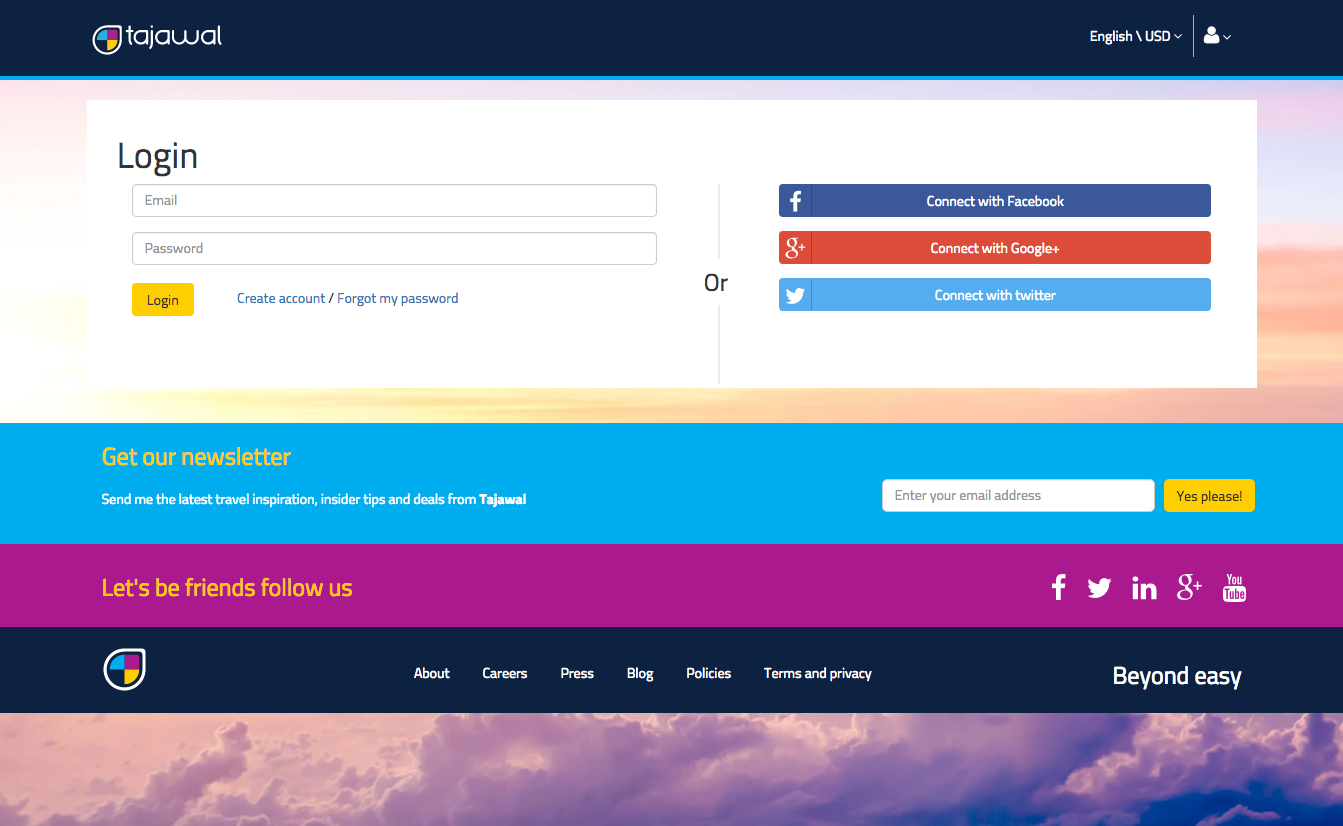 tajawal
English \ USD
Login
Email
Password
Login
Create account / Forgot my password
Or
Connect with Facebook
g+ Connect with Google+
Connect with twitter
Get our newsletter
Send me the latest travel inspiration, insider tips and deals from Tajawal
Enter your email address
Yes please!
Let's be friends follow us
f in g+ You Tube
About Careers Press Blog Policies Terms and privacy
Beyond easy